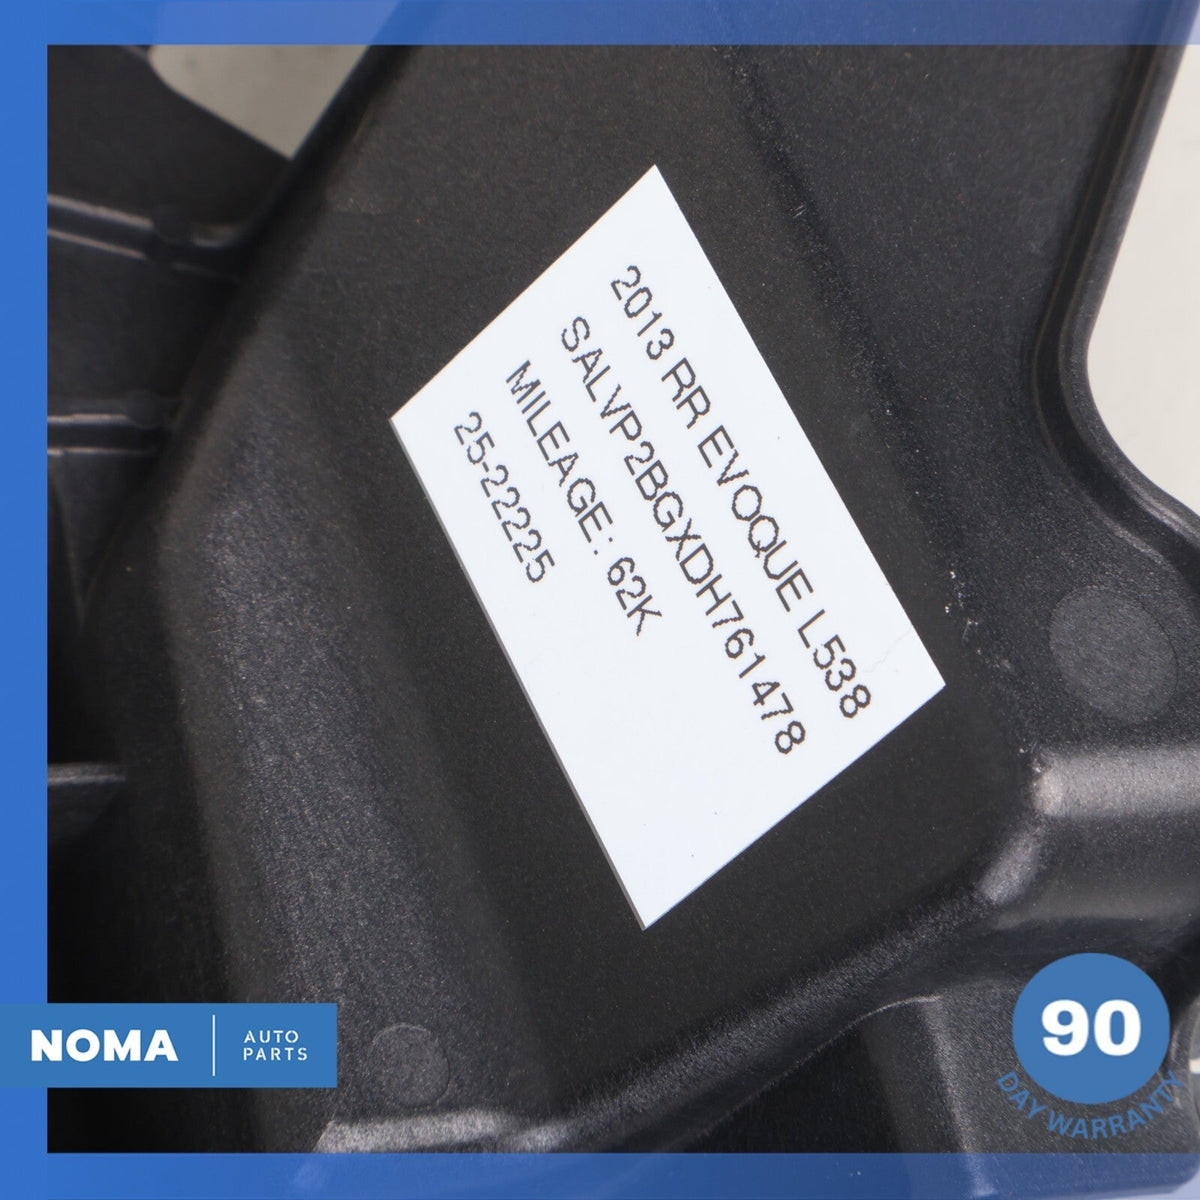 2013 RR EVOQUE L538
SALVP2BGXDH761478
MILEAGE: 62K
25-22225
NOMA
AUTO
PARTS
90
DAY WARRANTY